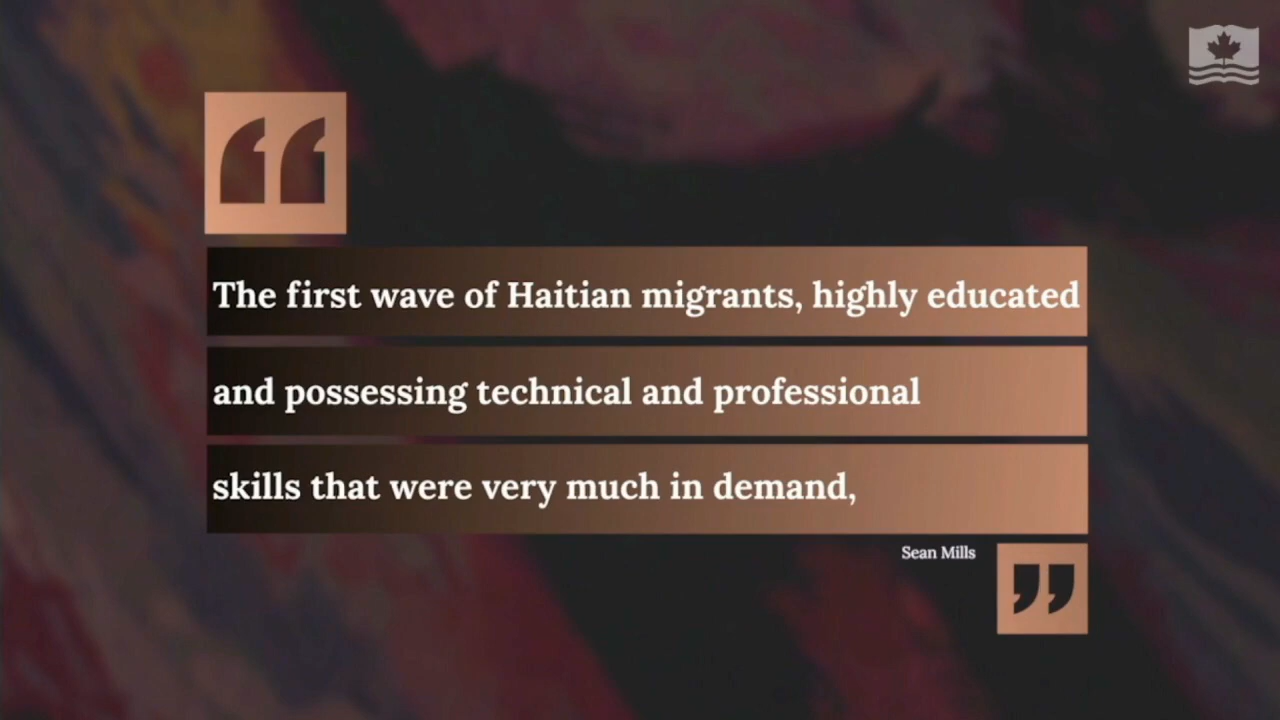 The first wave of Haitian migrants, highly educated
and possessing technical and professional
skills that were very much in demand,
Sean Mills